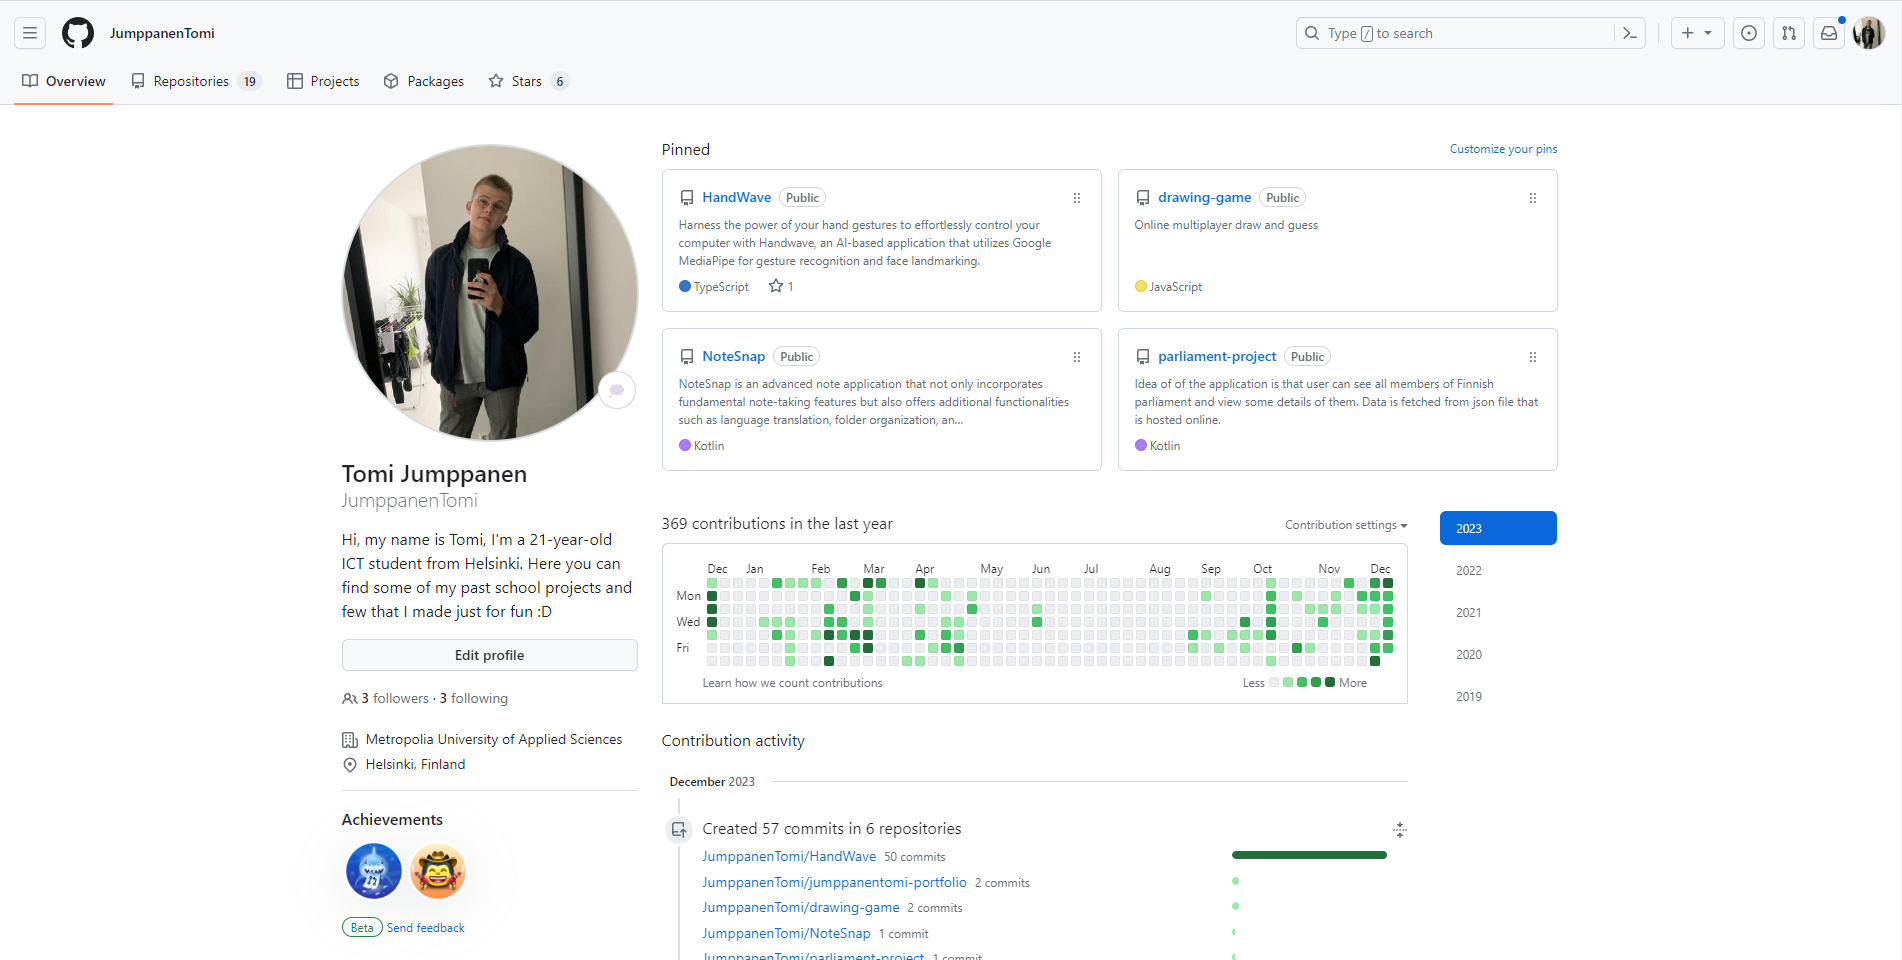 JumppanenTomi
Type / to search
Overview
Repositories 19
Projects
Packages
Stars 6
Tomi Jumppanen
JumppanenTomi
Hi, my name is Tomi, I'm a 21-year-old
ICT student from Helsinki. Here you can
find some of my past school projects and
few that I made just for fun :D
Edit profile
3 followers · 3 following
Metropolia University of Applied Sciences
Helsinki, Finland
Achievements
Beta Send feedback
Pinned
Customize your pins
HandWave Public
Harness the power of your hand gestures to effortlessly control your
computer with Handwave, an AI-based application that utilizes Google
MediaPipe for gesture recognition and face landmarking.
TypeScript 1
drawing-game Public
Online multiplayer draw and guess
JavaScript
NoteSnap Public
NoteSnap is an advanced note application that not only incorporates
fundamental note-taking features but also offers additional functionalities
such as language translation, folder organization, an...
Kotlin
parliament-project Public
Idea of of the application is that user can see all members of Finnish
parliament and view some details of them. Data is fetched from json file that
is hosted online.
Kotlin
369 contributions in the last year
Contribution settings
2023
2022
2021
2020
2019
Dec Jan Feb Mar Apr May Jun Jul Aug Sep Oct Nov Dec
Mon
Wed
Fri
Learn how we count contributions
Less More
Contribution activity
December 2023
Created 57 commits in 6 repositories
JumppanenTomi/HandWave 50 commits
JumppanenTomi/jumppanentomi-portfolio 2 commits
JumppanenTomi/drawing-game 2 commits
JumppanenTomi/NoteSnap 1 commit
JumppanenTomi/parliament-project 1 commit